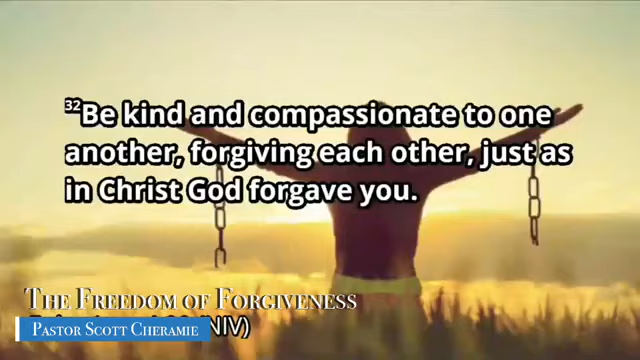 32Be kind and compassionate to one
another, forgiving each other, just as
in Christ God forgave you.
The Freedom of Forgiveness
(NIV)
Pastor Scott Cheramie